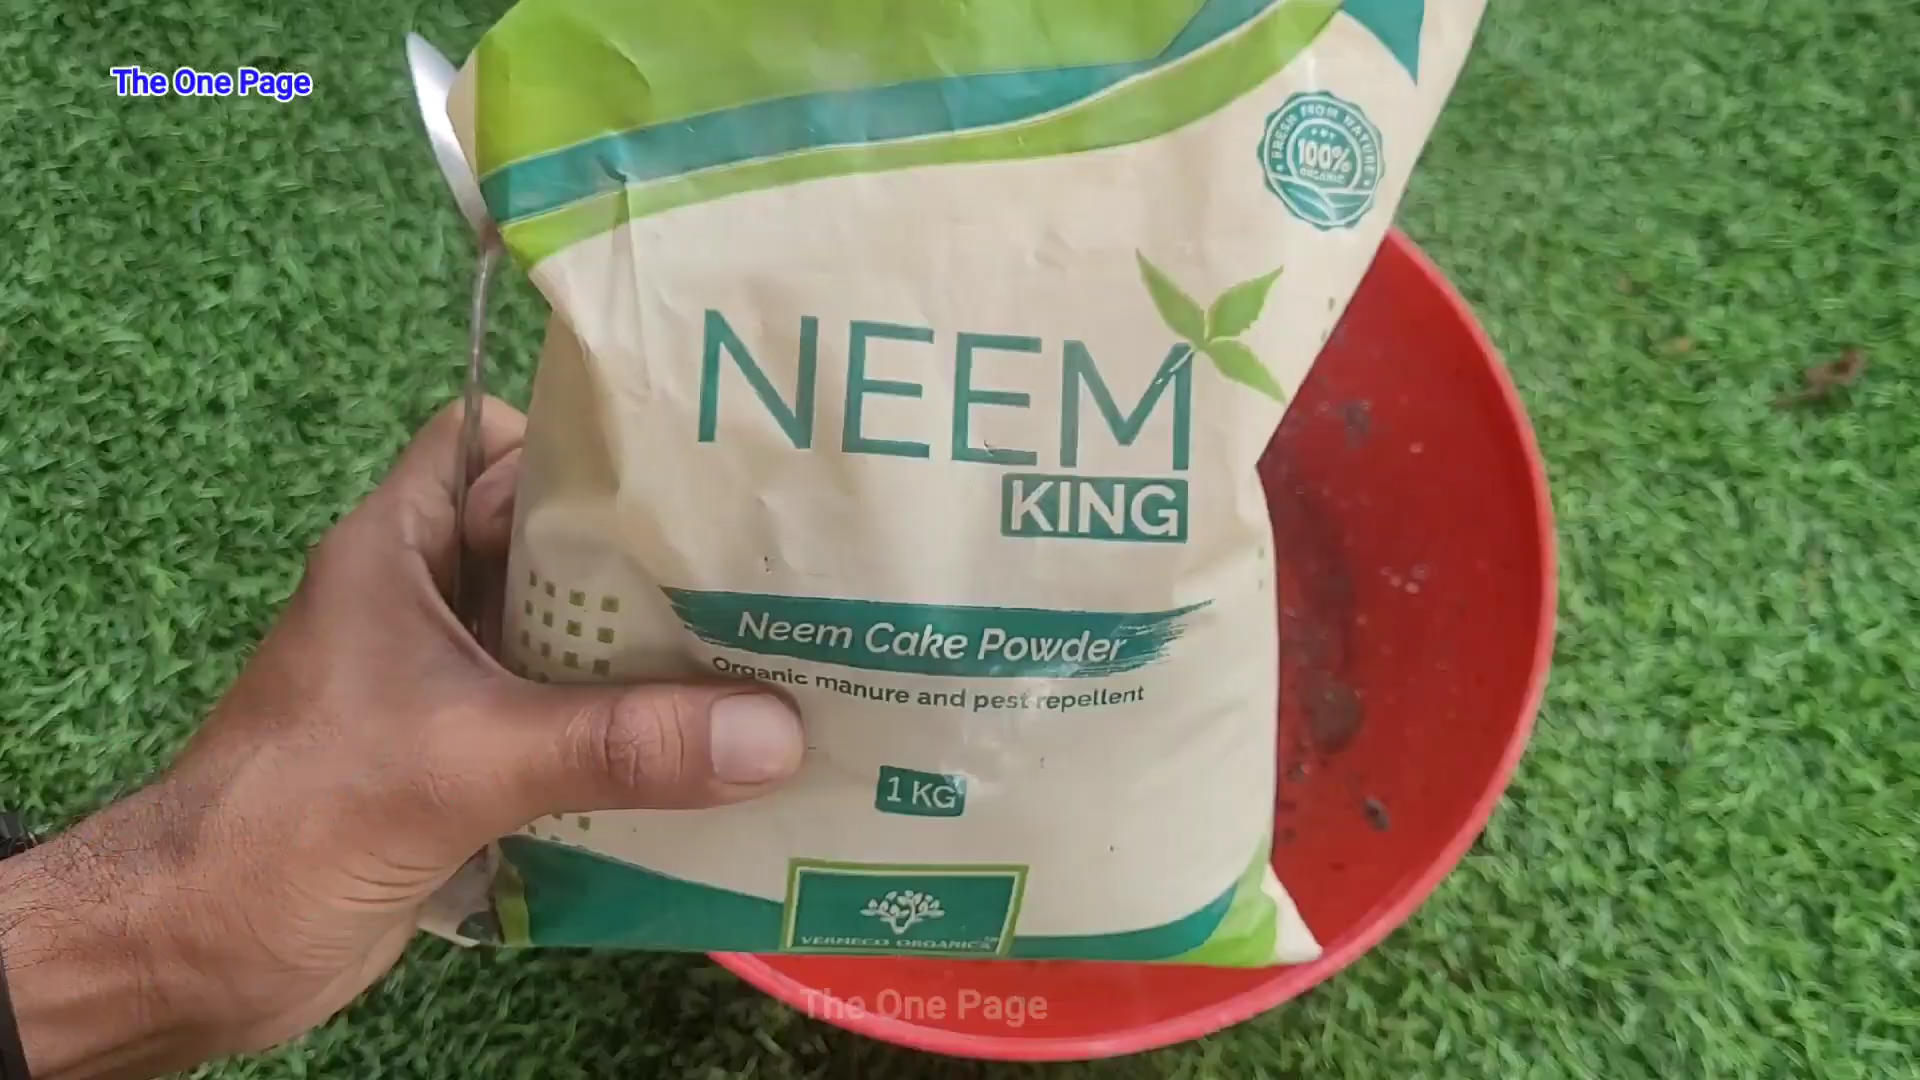 The One Page
FRESH FROM NATURE
100%
ORGANIC
NEEM
KING
Neem Cake Powder
Organic manure and pest repellent
1 KG
VERMECO ORGANICA
The One Page